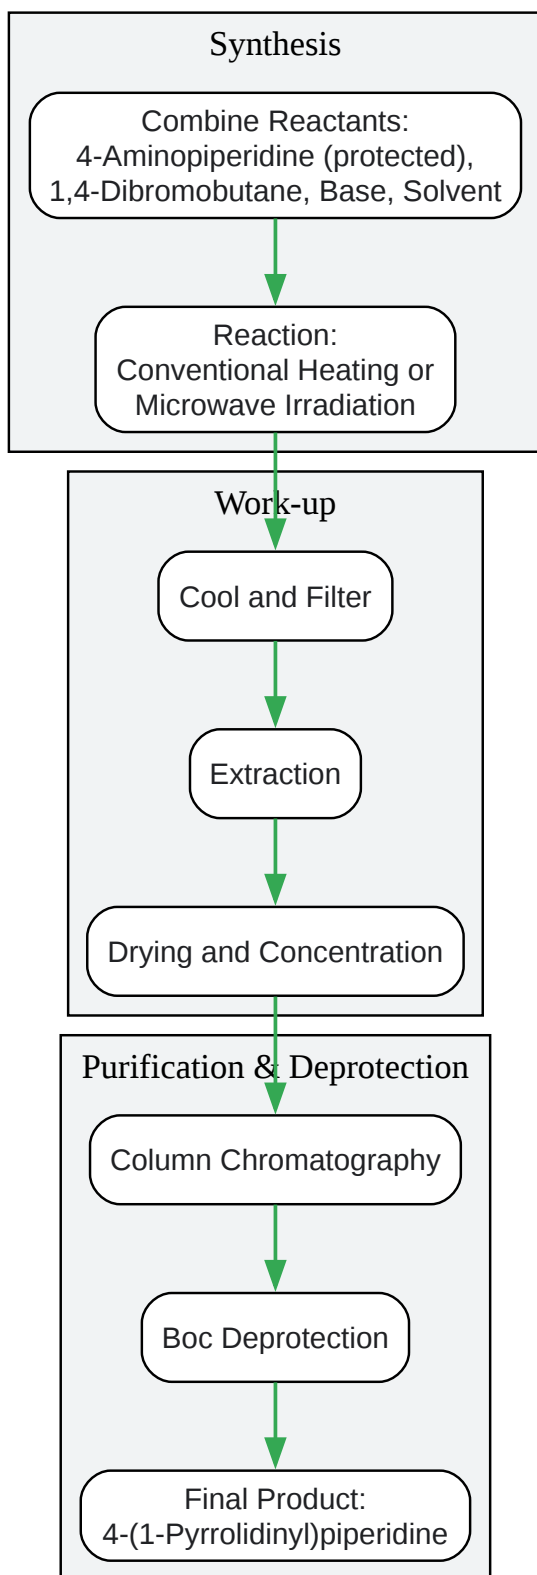 Synthesis
Combine Reactants:
4-Aminopiperidine (protected),
1,4-Dibromobutane, Base, Solvent
Reaction:
Conventional Heating or
Microwave Irradiation
Work-up
Cool and Filter
Extraction
Drying and Concentration
Purification & Deprotection
Column Chromatography
Boc Deprotection
Final Product:
4-(1-Pyrrolidinyl)piperidine